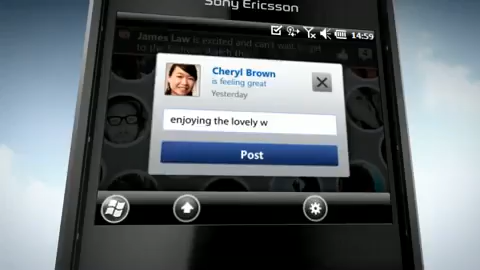 Sony Ericsson
14:59
James Law is excited and can't wait to get
Cheryl Brown
is feeling great
Yesterday
enjoying the lovely w
Post